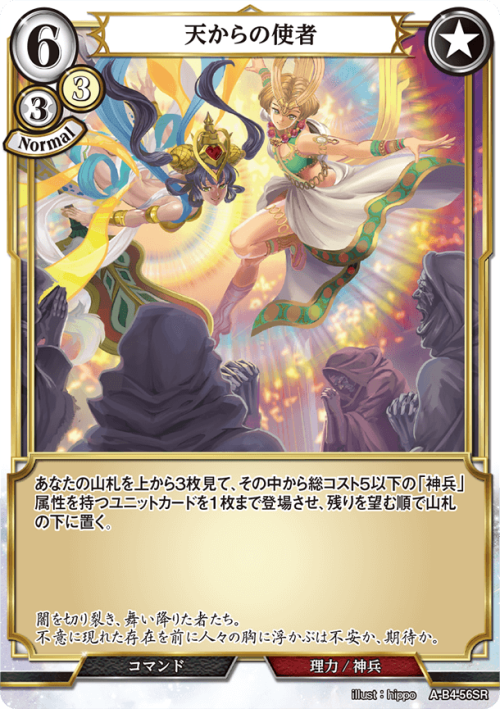 6
天からの使者
3
3
Normal
あなたの山札を上から3枚見て、その中から総コスト5以下の「神兵」
属性を持つユニットカードを1枚まで登場させ、残りを望む順で山札
の下に置く。
闇を切り裂き、舞い降りた者たち。
不意に現れた存在を前に人々の胸に浮かぶは不安か、期待か。
コマンド
理力 / 神兵
illust : hippo
A-B4-56SR